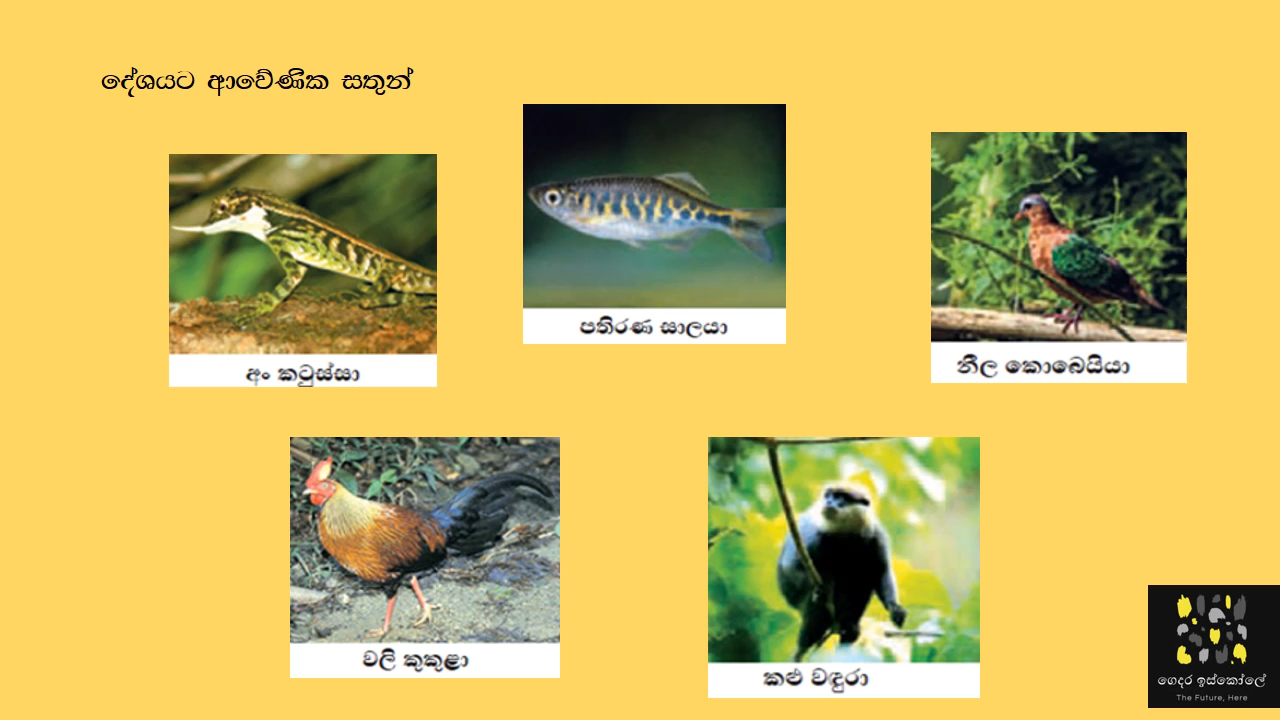 දේශයට ආවේණික සතුන්
අං කටුස්සා
පතිරණ සාලයා
නීල කොබෙයියා
වලි කුකුළා
කළු වඳුරා
ගෙදර ඉස්කෝලේ
The Future, Here